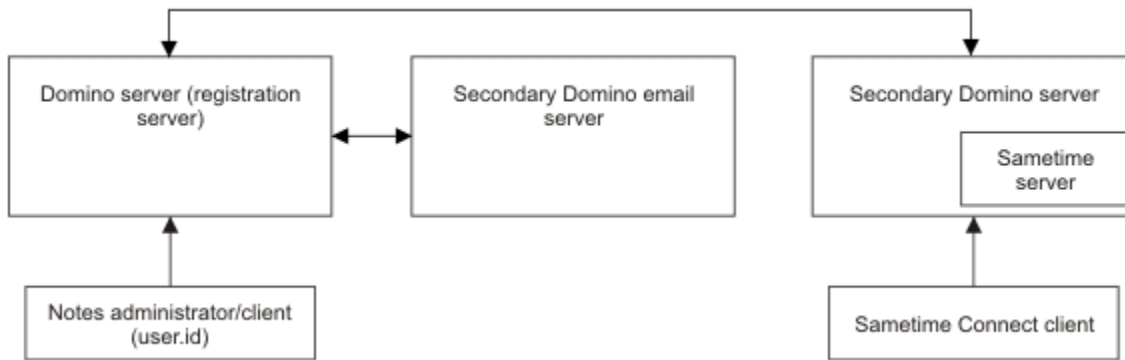 Domino server (registration
server)
Secondary Domino email
server
Secondary Domino server
Sametime
server
Notes administrator/client
(user.id)
Sametime Connect client